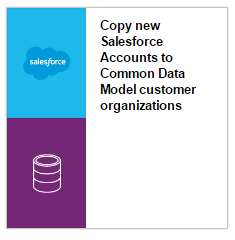 salesforce
Copy new
Salesforce
Accounts to
Common Data
Model customer
organizations